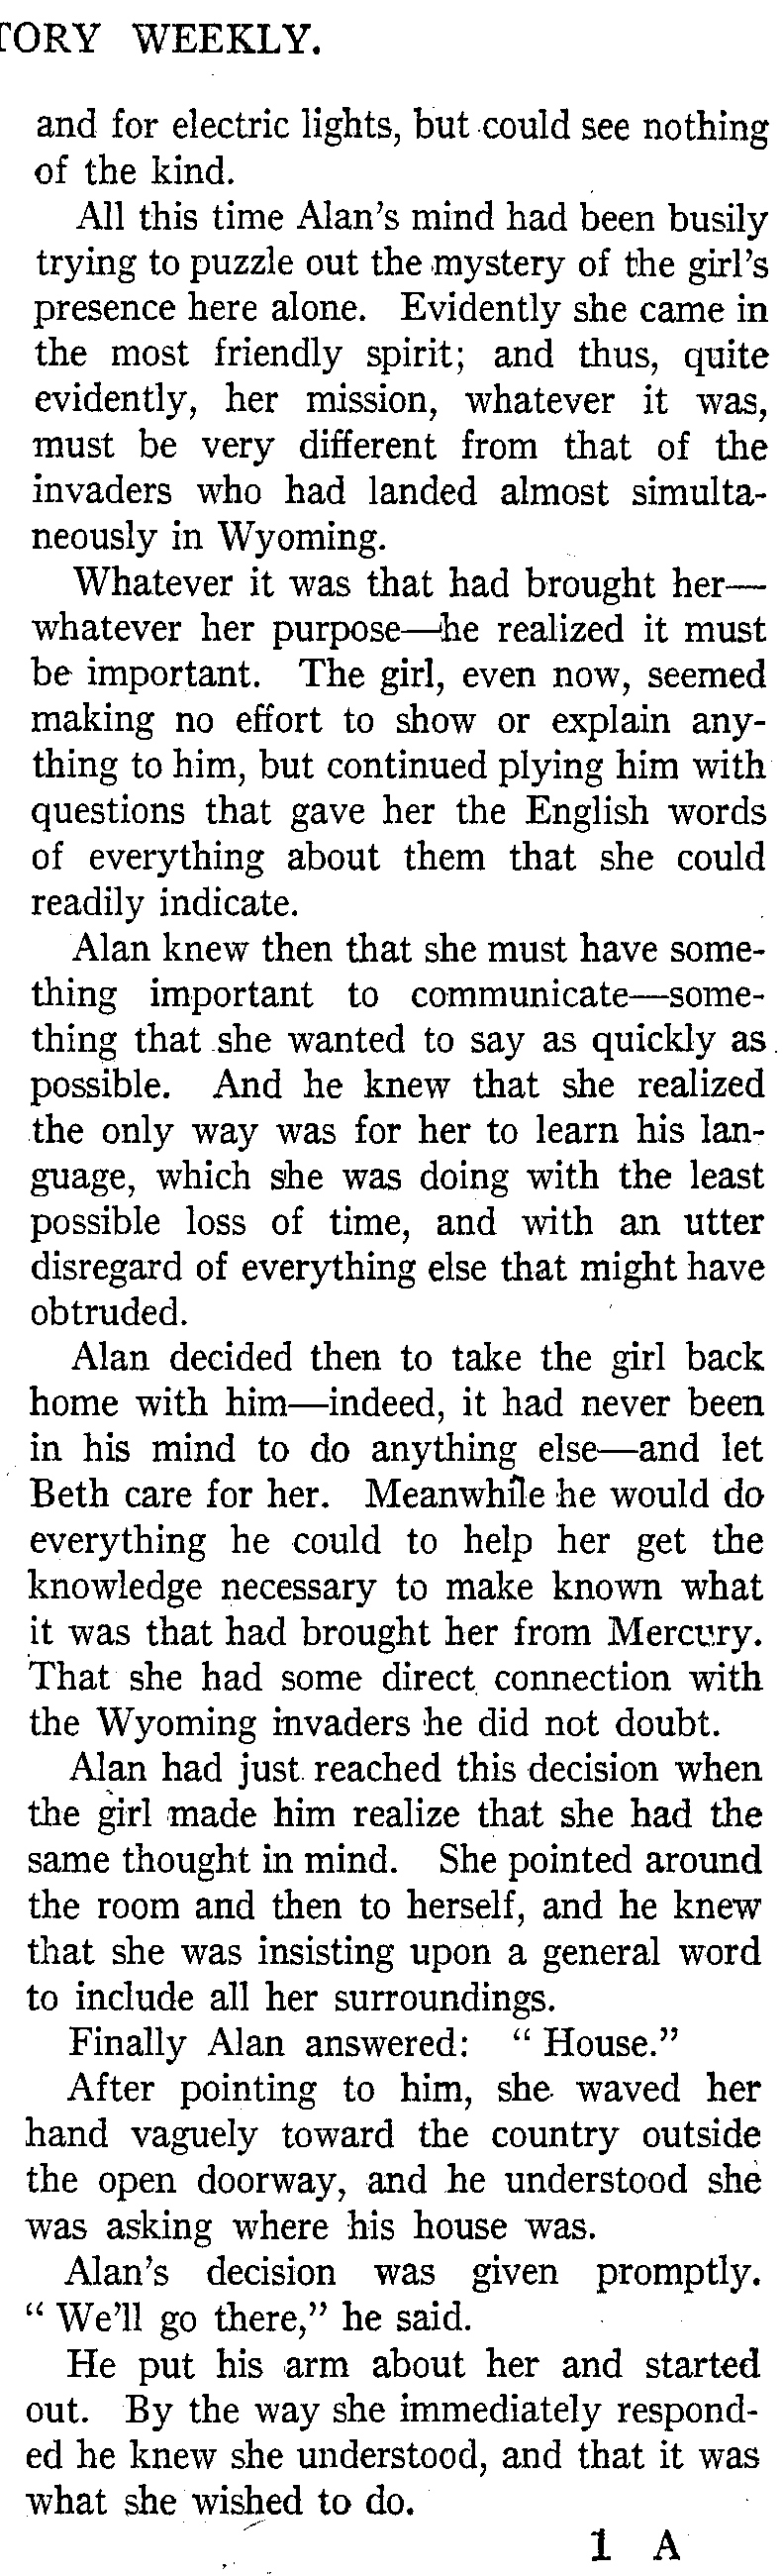 TORY WEEKLY.
and for electric lights, but could see nothing
of the kind.
All this time Alan's mind had been busily
trying to puzzle out the mystery of the girl's
presence here alone. Evidently she came in
the most friendly spirit; and thus, quite
evidently, her mission, whatever it was,
must be very different from that of the
invaders who had landed almost simulta-
neously in Wyoming.
Whatever it was that had brought her—
whatever her purpose—he realized it must
be important. The girl, even now, seemed
making no effort to show or explain any-
thing to him, but continued plying him with
questions that gave her the English words
of everything about them that she could
readily indicate.
Alan knew then that she must have some-
thing important to communicate—some-
thing that she wanted to say as quickly as
possible. And he knew that she realized
the only way was for her to learn his lan-
guage, which she was doing with the least
possible loss of time, and with an utter
disregard of everything else that might have
obtruded.
Alan decided then to take the girl back
home with him—indeed, it had never been
in his mind to do anything else—and let
Beth care for her. Meanwhile he would do
everything he could to help her get the
knowledge necessary to make known what
it was that had brought her from Mercury.
That she had some direct connection with
the Wyoming invaders he did not doubt.
Alan had just reached this decision when
the girl made him realize that she had the
same thought in mind. She pointed around
the room and then to herself, and he knew
that she was insisting upon a general word
to include all her surroundings.
Finally Alan answered: " House."
After pointing to him, she waved her
hand vaguely toward the country outside
the open doorway, and he understood she
was asking where his house was.
Alan's decision was given promptly.
" We'll go there," he said.
He put his arm about her and started
out. By the way she immediately respond-
ed he knew she understood, and that it was
what she wished to do.
1 A